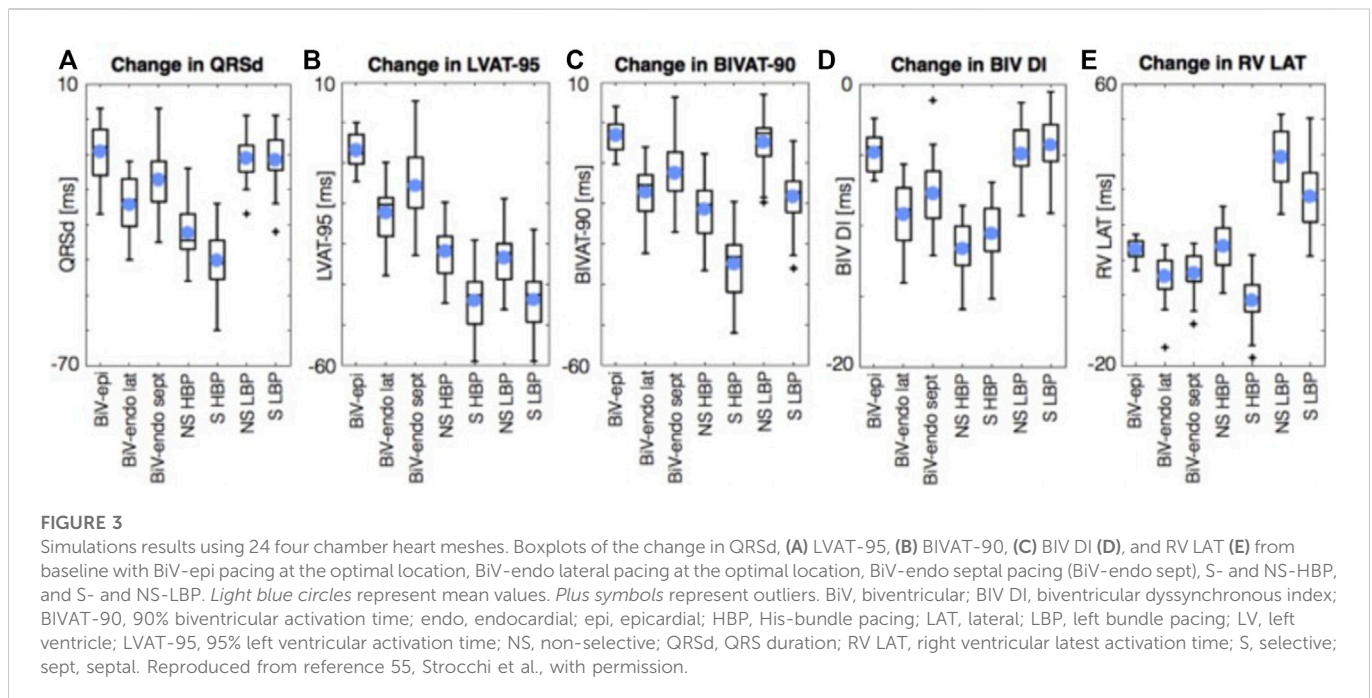 A Change in QRSd
B Change in LVAT-95
C Change in BIVAT-90
D Change in BIV DI
E Change in RV LAT
10
QRSd [ms]
-70
BiV-epi
BiV-endo lat
BiV-endo sept
NS HBP
S HBP
NS LBP
S LBP
10
LVAT-95 [ms]
-60
BiV-epi
BiV-endo lat
BiV-endo sept
NS HBP
S HBP
NS LBP
S LBP
10
BIVAT-90 [ms]
-60
BiV-epi
BiV-endo lat
BiV-endo sept
NS HBP
S HBP
NS LBP
S LBP
0
BIV DI [ms]
-20
BiV-epi
BiV-endo lat
BiV-endo sept
NS HBP
S HBP
NS LBP
S LBP
60
RV LAT [ms]
-20
BiV-epi
BiV-endo lat
BiV-endo sept
NS HBP
S HBP
NS LBP
S LBP
FIGURE 3
Simulations results using 24 four chamber heart meshes. Boxplots of the change in QRSd, (A) LVAT-95, (B) BIVAT-90, (C) BIV DI (D), and RV LAT (E) from
baseline with BiV-epi pacing at the optimal location, BiV-endo lateral pacing at the optimal location, BiV-endo septal pacing (BiV-endo sept), S- and NS-HBP,
and S- and NS-LBP. Light blue circles represent mean values. Plus symbols represent outliers. BiV, biventricular; BIV DI, biventricular dyssynchronous index;
BIVAT-90, 90% biventricular activation time; endo, endocardial; epi, epicardial; HBP, His-bundle pacing; LAT, lateral; LBP, left bundle pacing; LV, left
ventricle; LVAT-95, 95% left ventricular activation time; NS, non-selective; QRSd, QRS duration; RV LAT, right ventricular latest activation time; S, selective;
sept, septal. Reproduced from reference 55, Strocchi et al., with permission.